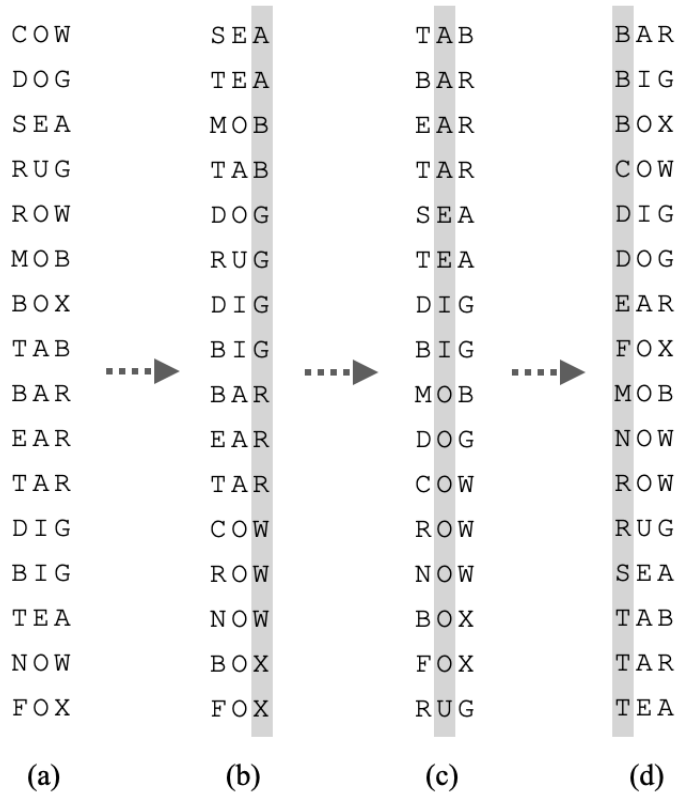 COW SEA TAB BAR
DOG TEA BAR BIG
SEA MOB EAR BOX
RUG TAB TAR COW
ROW DOG SEA DIG
MOB RUG TEA DOG
BOX DIG DIG EAR
TAB BIG BIG FOX
BAR BAR MOB MOB
EAR EAR DOG NOW
TAR TAR COW ROW
DIG COW ROW RUG
BIG ROW NOW SEA
TEA NOW BOX TAB
NOW BOX FOX TAR
FOX FOX RUG TEA
(a) (b) (c) (d)